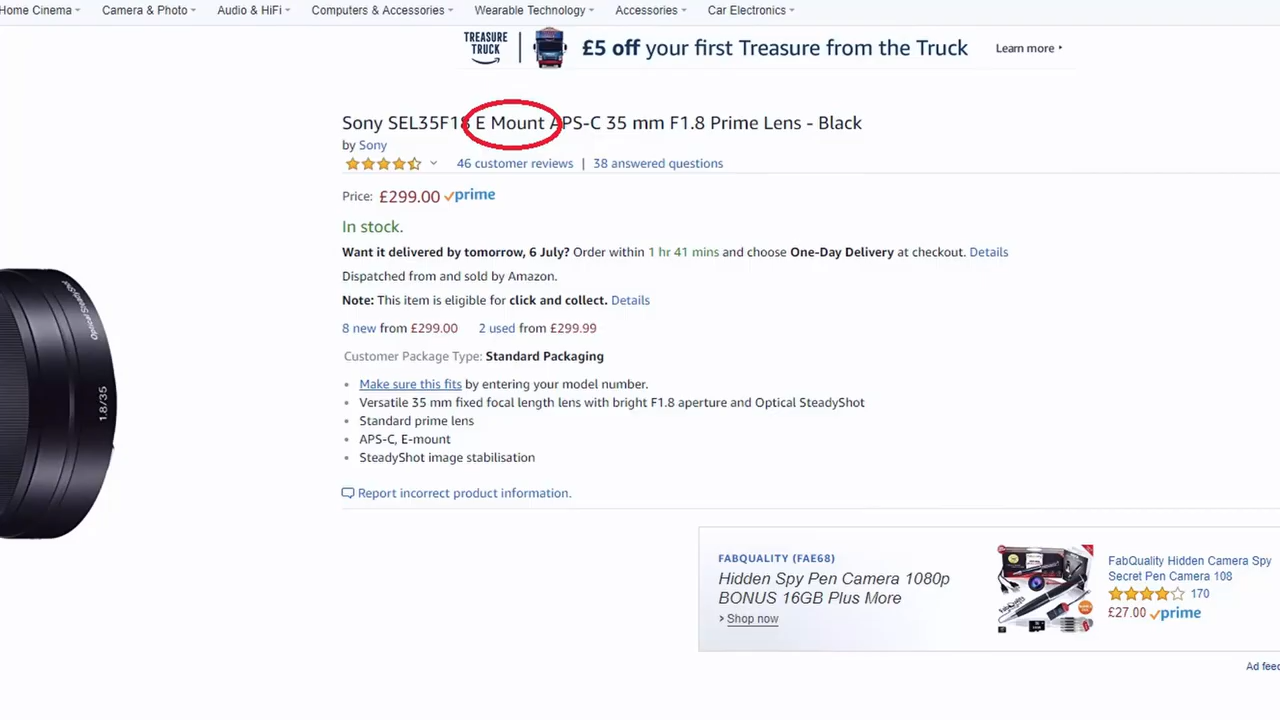 Home Cinema Camera & Photo Audio & HiFi Computers & Accessories Wearable Technology Accessories Car Electronics
TREASURE
TRUCK
£5 off your first Treasure from the Truck Learn more
Sony SEL35F18 E Mount APS-C 35 mm F1.8 Prime Lens - Black
by Sony
46 customer reviews | 38 answered questions
Price: £299.00 prime
In stock.
Want it delivered by tomorrow, 6 July? Order within 1 hr 41 mins and choose One-Day Delivery at checkout. Details
Dispatched from and sold by Amazon.
Note: This item is eligible for click and collect. Details
8 new from £299.00 2 used from £299.99
Customer Package Type: Standard Packaging
Make sure this fits by entering your model number.
Versatile 35 mm fixed focal length lens with bright F1.8 aperture and Optical SteadyShot
Standard prime lens
APS-C, E-mount
SteadyShot image stabilisation
Report incorrect product information.
Optical SteadyShot
1.8/35
FABQUALITY (FAE68)
Hidden Spy Pen Camera 1080p
BONUS 16GB Plus More
Shop now
FabQuality Hidden Camera Spy
Secret Pen Camera 108
170
£27.00 prime
Ad feed